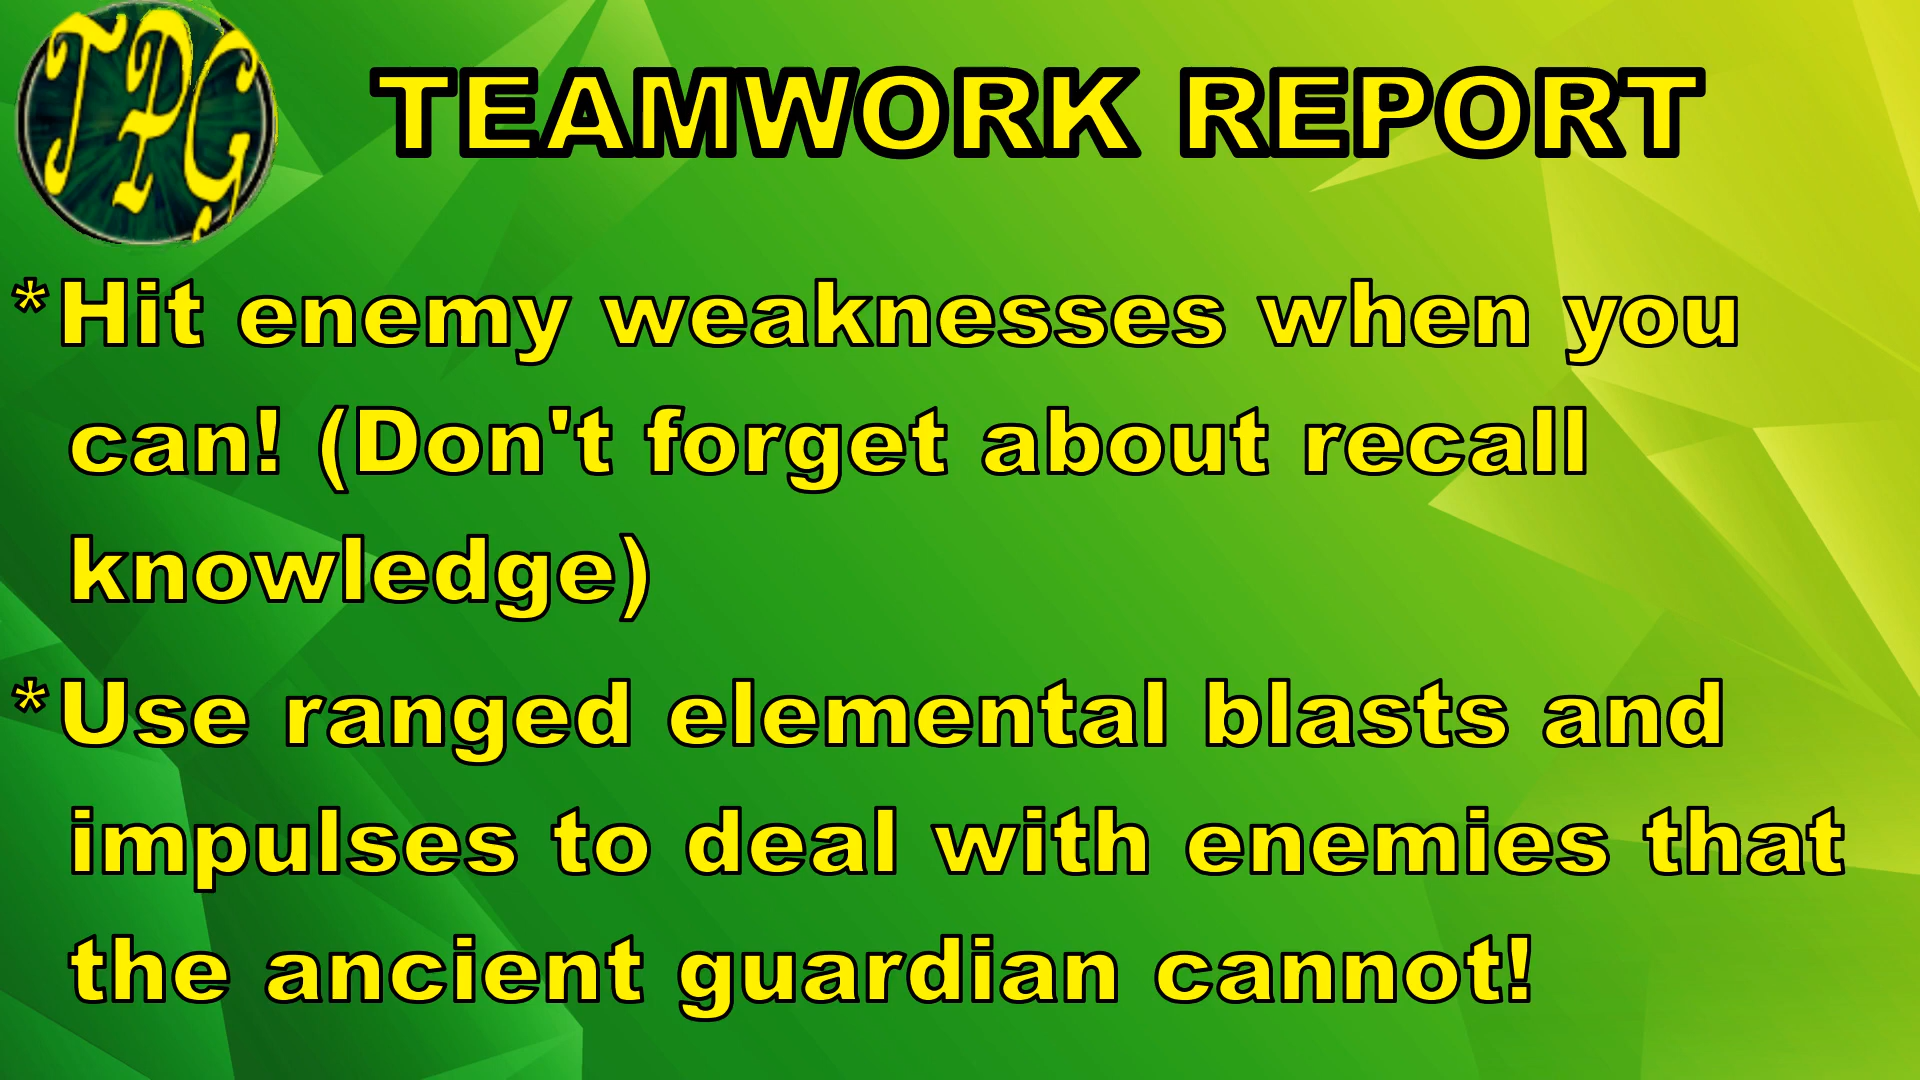 TPG
TEAMWORK REPORT
*Hit enemy weaknesses when you
can! (Don't forget about recall
knowledge)
*Use ranged elemental blasts and
impulses to deal with enemies that
the ancient guardian cannot!